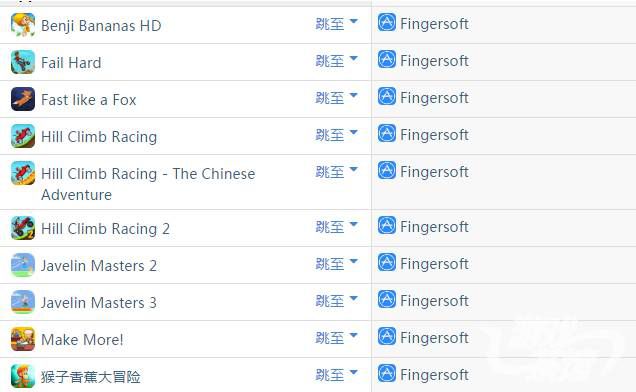 Benji Bananas HD 跳至 Fingersoft
Fail Hard 跳至 Fingersoft
Fast like a Fox 跳至 Fingersoft
Hill Climb Racing 跳至 Fingersoft
Hill Climb Racing - The Chinese 跳至 Fingersoft
Adventure
Hill Climb Racing 2 跳至 Fingersoft
Javelin Masters 2 跳至 Fingersoft
Javelin Masters 3 跳至 Fingersoft
Make More! 跳至 Fingersoft
猴子香蕉大冒险 跳至 Fingersoft